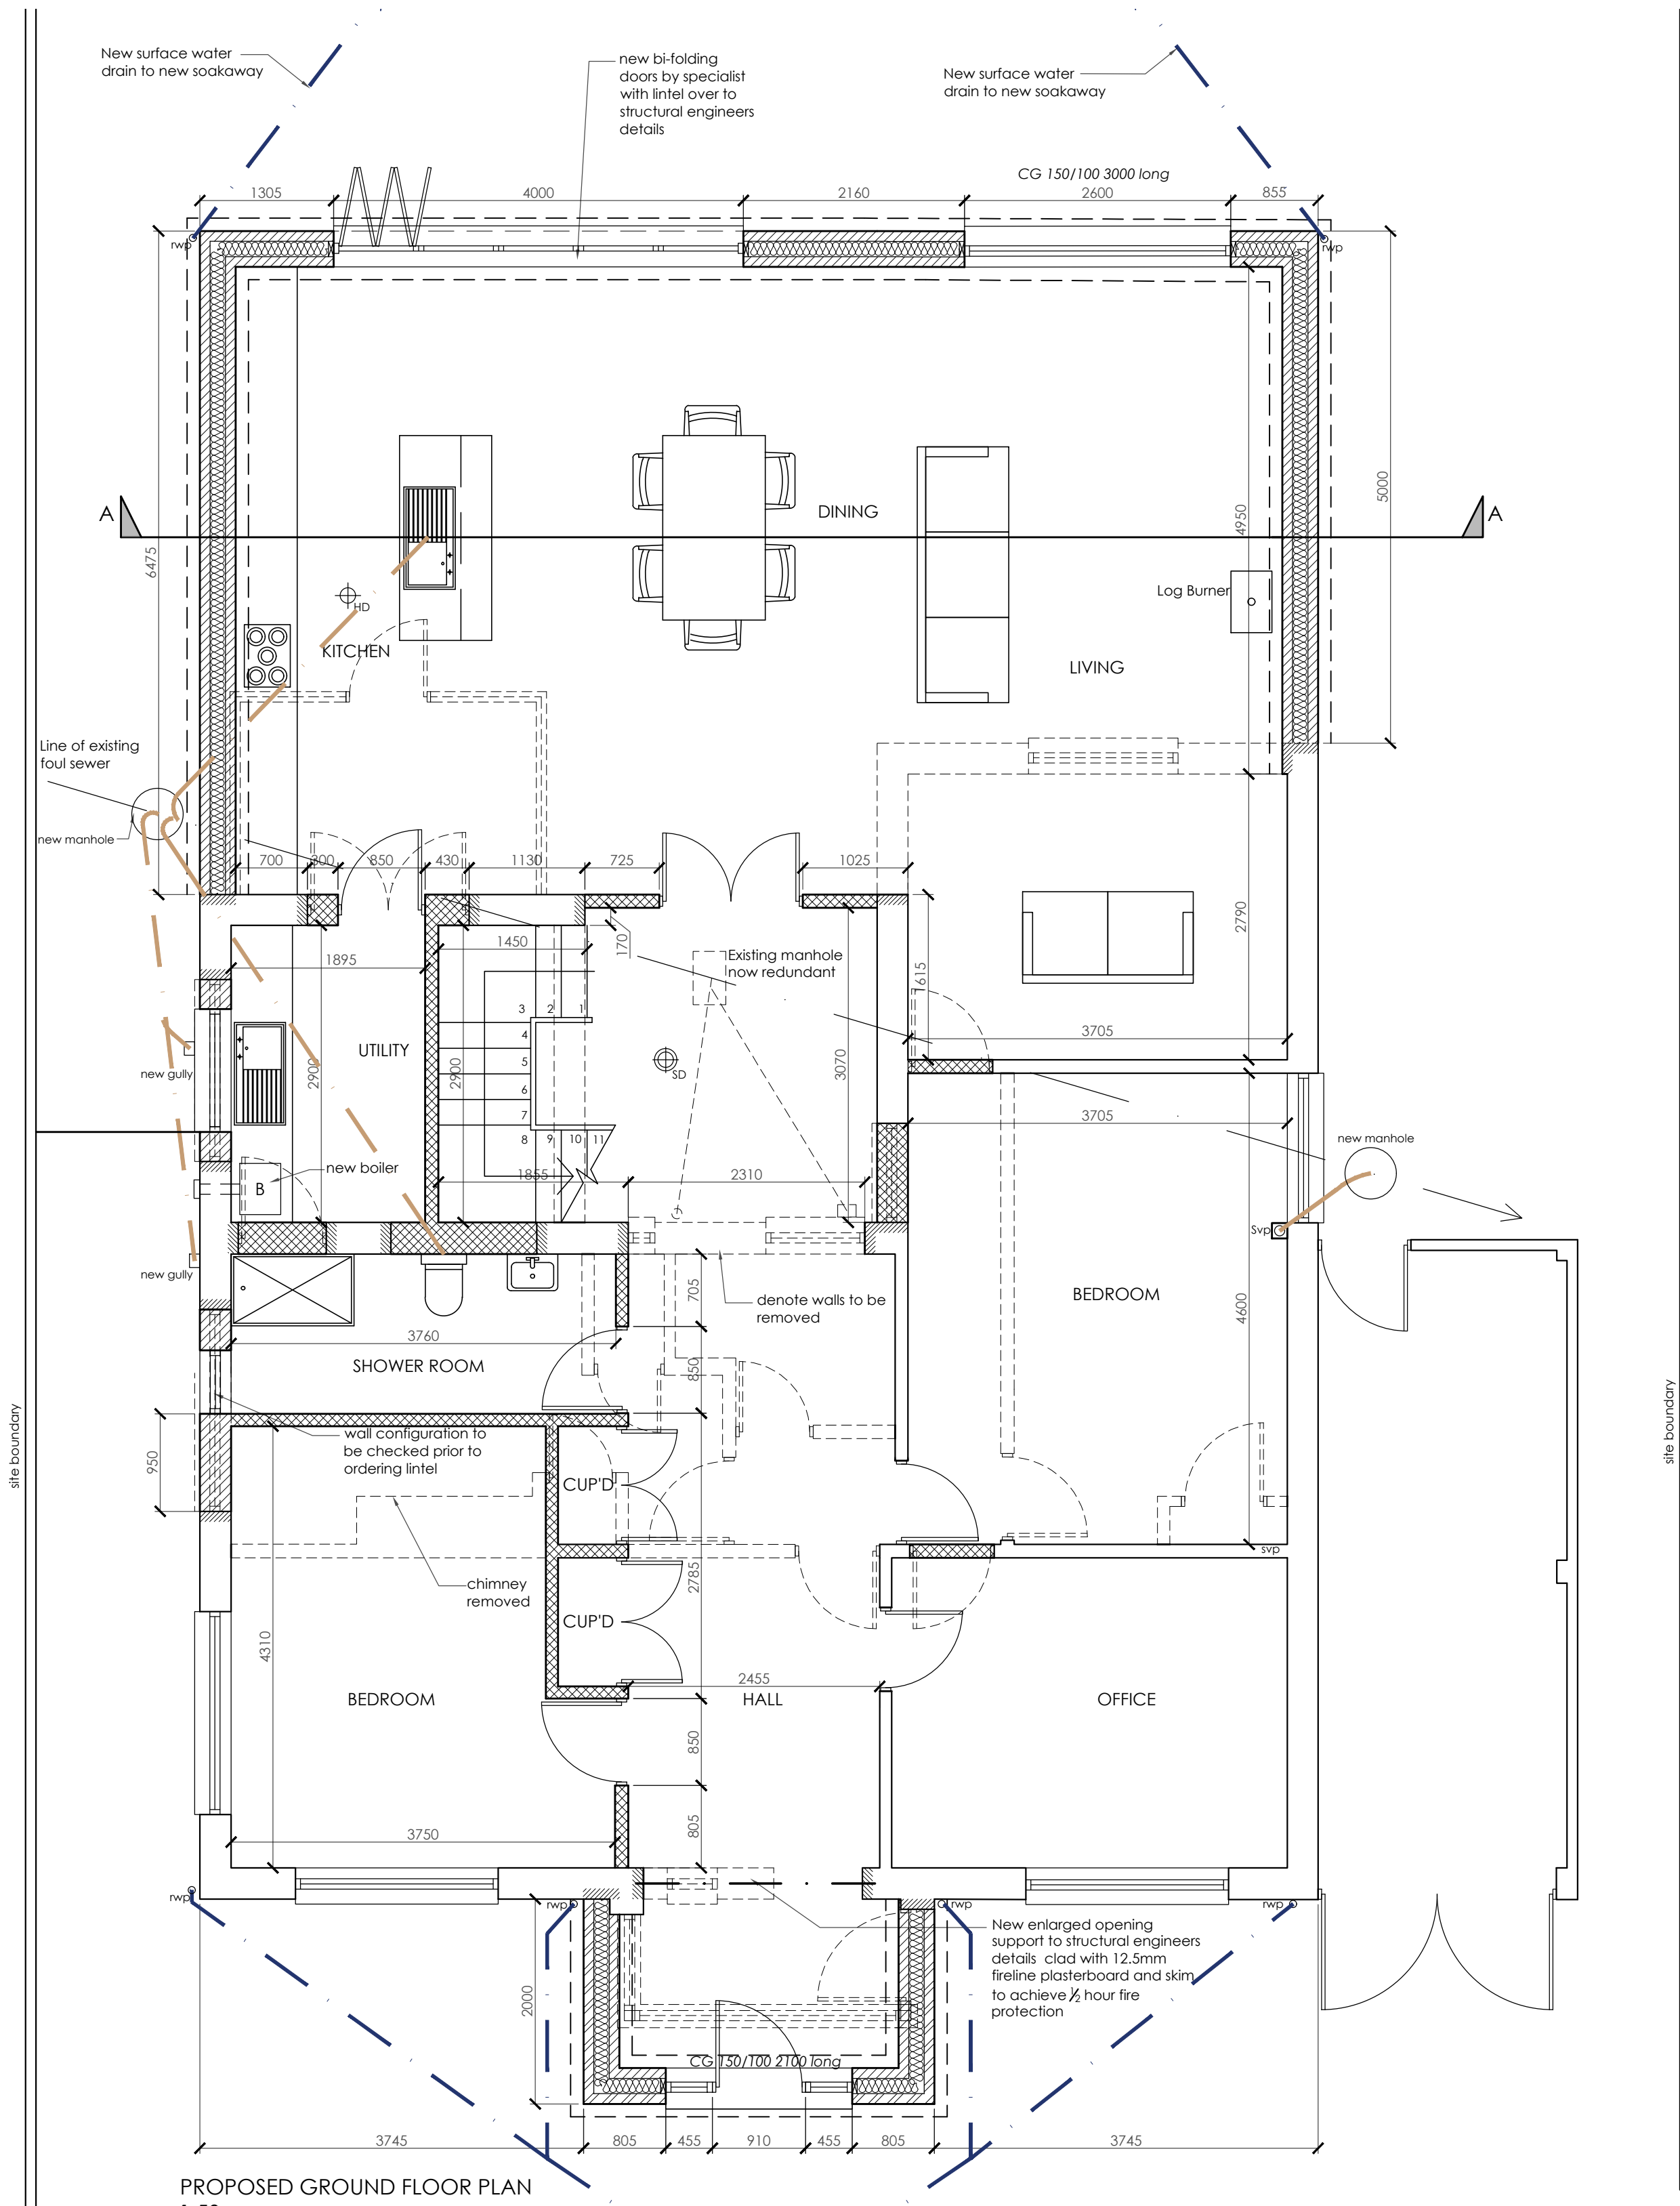 New surface water
drain to new soakaway
new bi-folding
doors by specialist
with lintel over to
structural engineers
details
New surface water
drain to new soakaway
CG 150/100 3000 long
1305
4000
2160
2600
855
rwp
rwp
A
A
DINING
5000
4950
6475
HD
Log Burner
KITCHEN
LIVING
Line of existing
foul sewer
new manhole
700
300
850
430
1130
725
1025
1450
170
Existing manhole
now redundant
1895
1615
2790
3705
3
2
1
4
5
6
7
8
9
10
11
UTILITY
2900
2900
SD
3070
new gully
3705
new manhole
new boiler
B
1855
2310
Svp
new gully
705
denote walls to be
removed
BEDROOM
4600
3760
SHOWER ROOM
850
site boundary
site boundary
950
wall configuration to
be checked prior to
ordering lintel
CUP'D
svp
chimney
removed
2785
CUP'D
4310
2455
BEDROOM
HALL
OFFICE
850
805
3750
rwp
rwp
rwp
rwp
New enlarged opening
support to structural engineers
details clad with 12.5mm
fireline plasterboard and skim
to achieve ½ hour fire
protection
2000
CG 150/100 2100 long
3745
805
455
910
455
805
3745
PROPOSED GROUND FLOOR PLAN